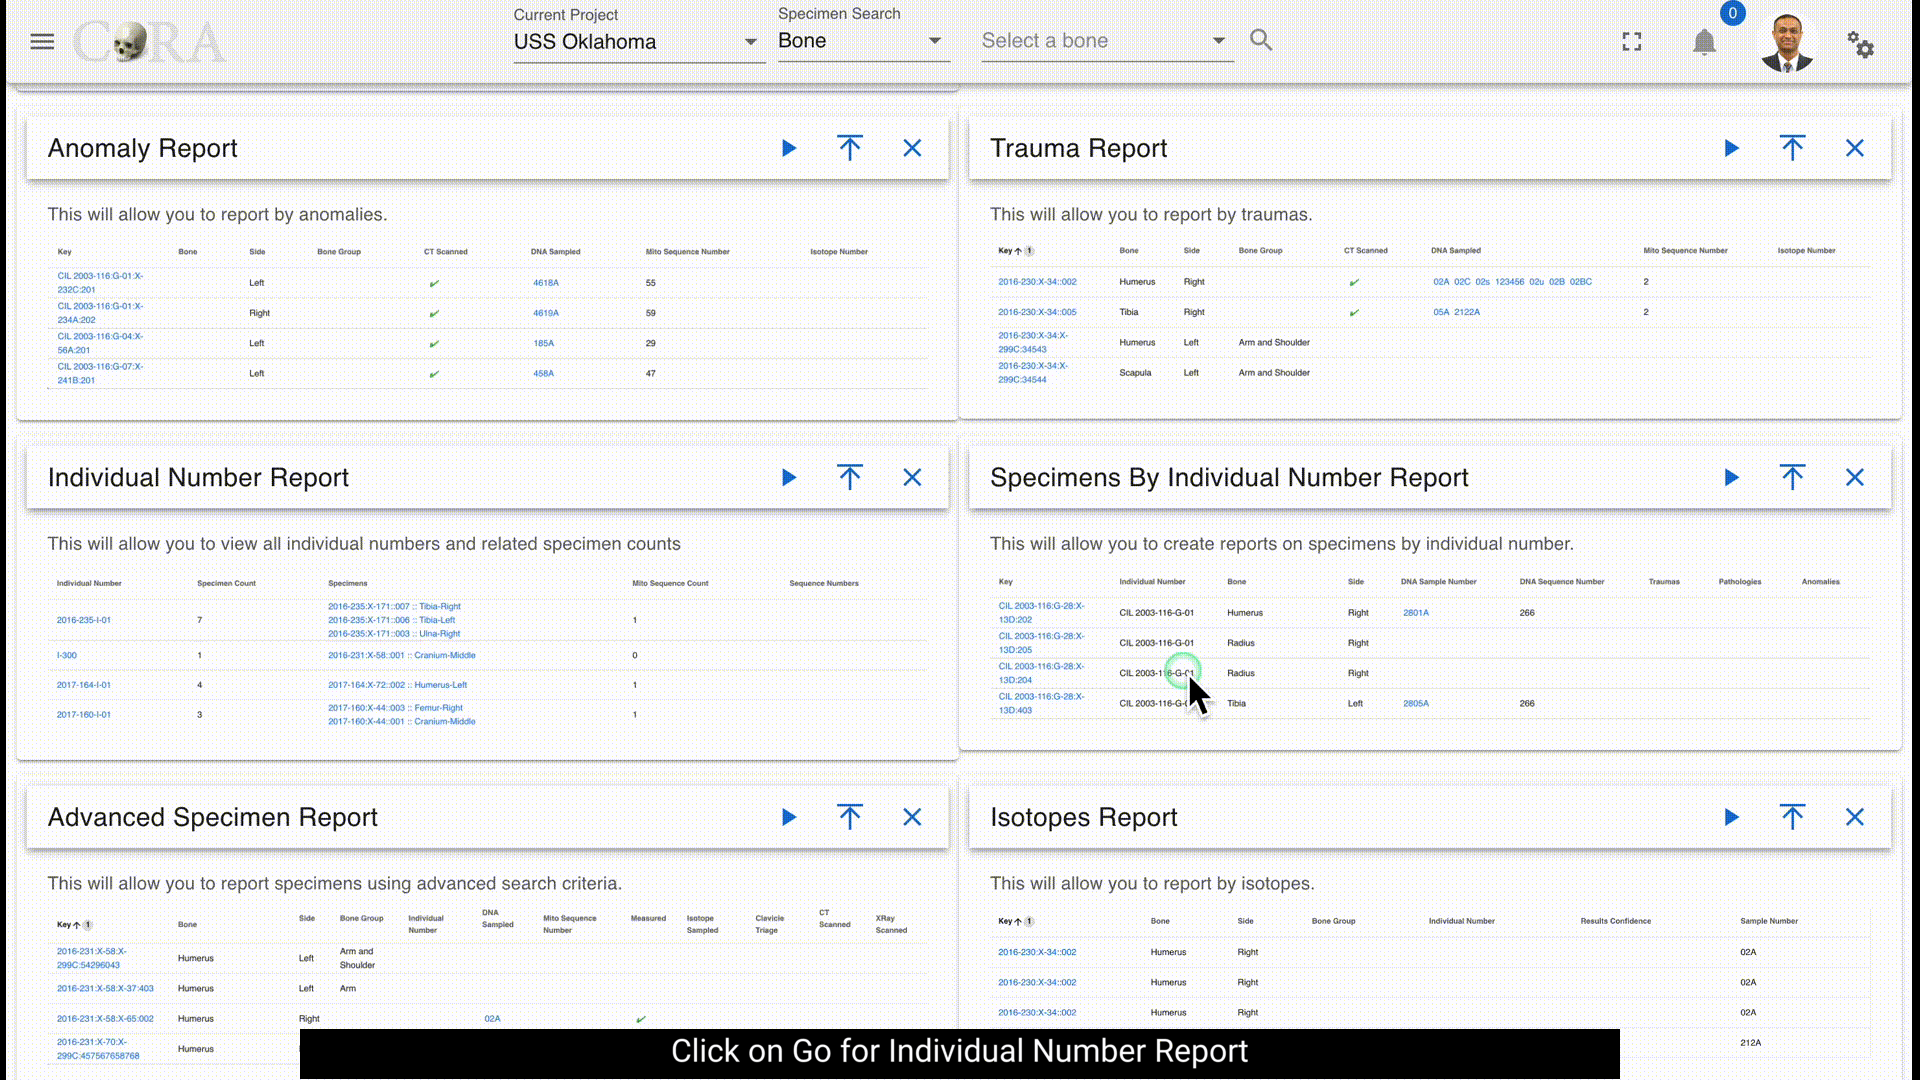 Current Project
USS Oklahoma
Specimen Search
Bone
Select a bone
0
CORA
Anomaly Report
This will allow you to report by anomalies.
Key Bone Side Bone Group CT Scanned DNA Sampled Mito Sequence Number Isotope Number
CIL 2003-116:G-01:X-
232C:201 Left 4618A 55
CIL 2003-116:G-01:X-
234A:202 Right 4619A 59
CIL 2003-116:G-04:X-
56A:201 Left 185A 29
CIL 2003-116:G-07:X-
241B:201 Left 458A 47
Trauma Report
This will allow you to report by traumas.
Key 1 Bone Side Bone Group CT Scanned DNA Sampled Mito Sequence Number Isotope Number
2016-230:X-34::002 Humerus Right 02A 02C 02s 123456 02u 02B 02BC 2
2016-230:X-34::005 Tibia Right 05A 2122A 2
2016-230:X-34:X-
299C:34543 Humerus Left Arm and Shoulder
2016-230:X-34:X-
299C:34544 Scapula Left Arm and Shoulder
Individual Number Report
This will allow you to view all individual numbers and related specimen counts
Individual Number Specimen Count Specimens Mito Sequence Count Sequence Numbers
2016-235:X-171::007 :: Tibia-Right
2016-235-I-01 7 2016-235:X-171::006 :: Tibia-Left 1
2016-235:X-171::003 :: Ulna-Right
I-300 1 2016-231:X-58::001 :: Cranium-Middle 0
2017-164-I-01 4 2017-164:X-72::002 :: Humerus-Left 1
2017-160-I-01 3 2017-160:X-44::003 :: Femur-Right 1
2017-160:X-44::001 :: Cranium-Middle
Specimens By Individual Number Report
This will allow you to create reports on specimens by individual number.
Key Individual Number Bone Side DNA Sample Number DNA Sequence Number Traumas Pathologies Anomalies
CIL 2003-116:G-28:X-
13D:202 CIL 2003-116-G-01 Humerus Right 2801A 266
CIL 2003-116:G-28:X-
13D:205 CIL 2003-116-G-01 Radius Right
CIL 2003-116:G-28:X-
13D:204 CIL 2003-116-G-01 Radius Right
CIL 2003-116:G-28:X-
13D:403 CIL 2003-116-G-0 Tibia Left 2805A 266
Advanced Specimen Report
This will allow you to report specimens using advanced search criteria.
Key 1 Bone Side Bone Group Individual Number DNA Sampled Mito Sequence Number Measured Isotope Sampled Clavicle Triage CT Scanned XRay Scanned
2016-231:X-58:X-
299C:54296043 Humerus Left Arm and Shoulder
2016-231:X-58:X-37:403 Humerus Left Arm
2016-231:X-58:X-65:002 Humerus Right 02A
2016-231:X-70:X-
299C:457567658768 Humerus
Isotopes Report
This will allow you to report by isotopes.
Key 1 Bone Side Bone Group Individual Number Results Confidence Sample Number
2016-230:X-34::002 Humerus Right 02A
2016-230:X-34::002 Humerus Right 02A
2016-230:X-34::002 Humerus Right 02A
212A
Click on Go for Individual Number Report